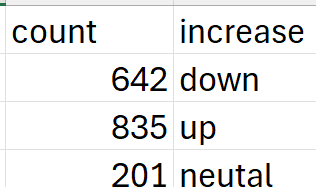 count increase
642 down
835 up
201 neutal